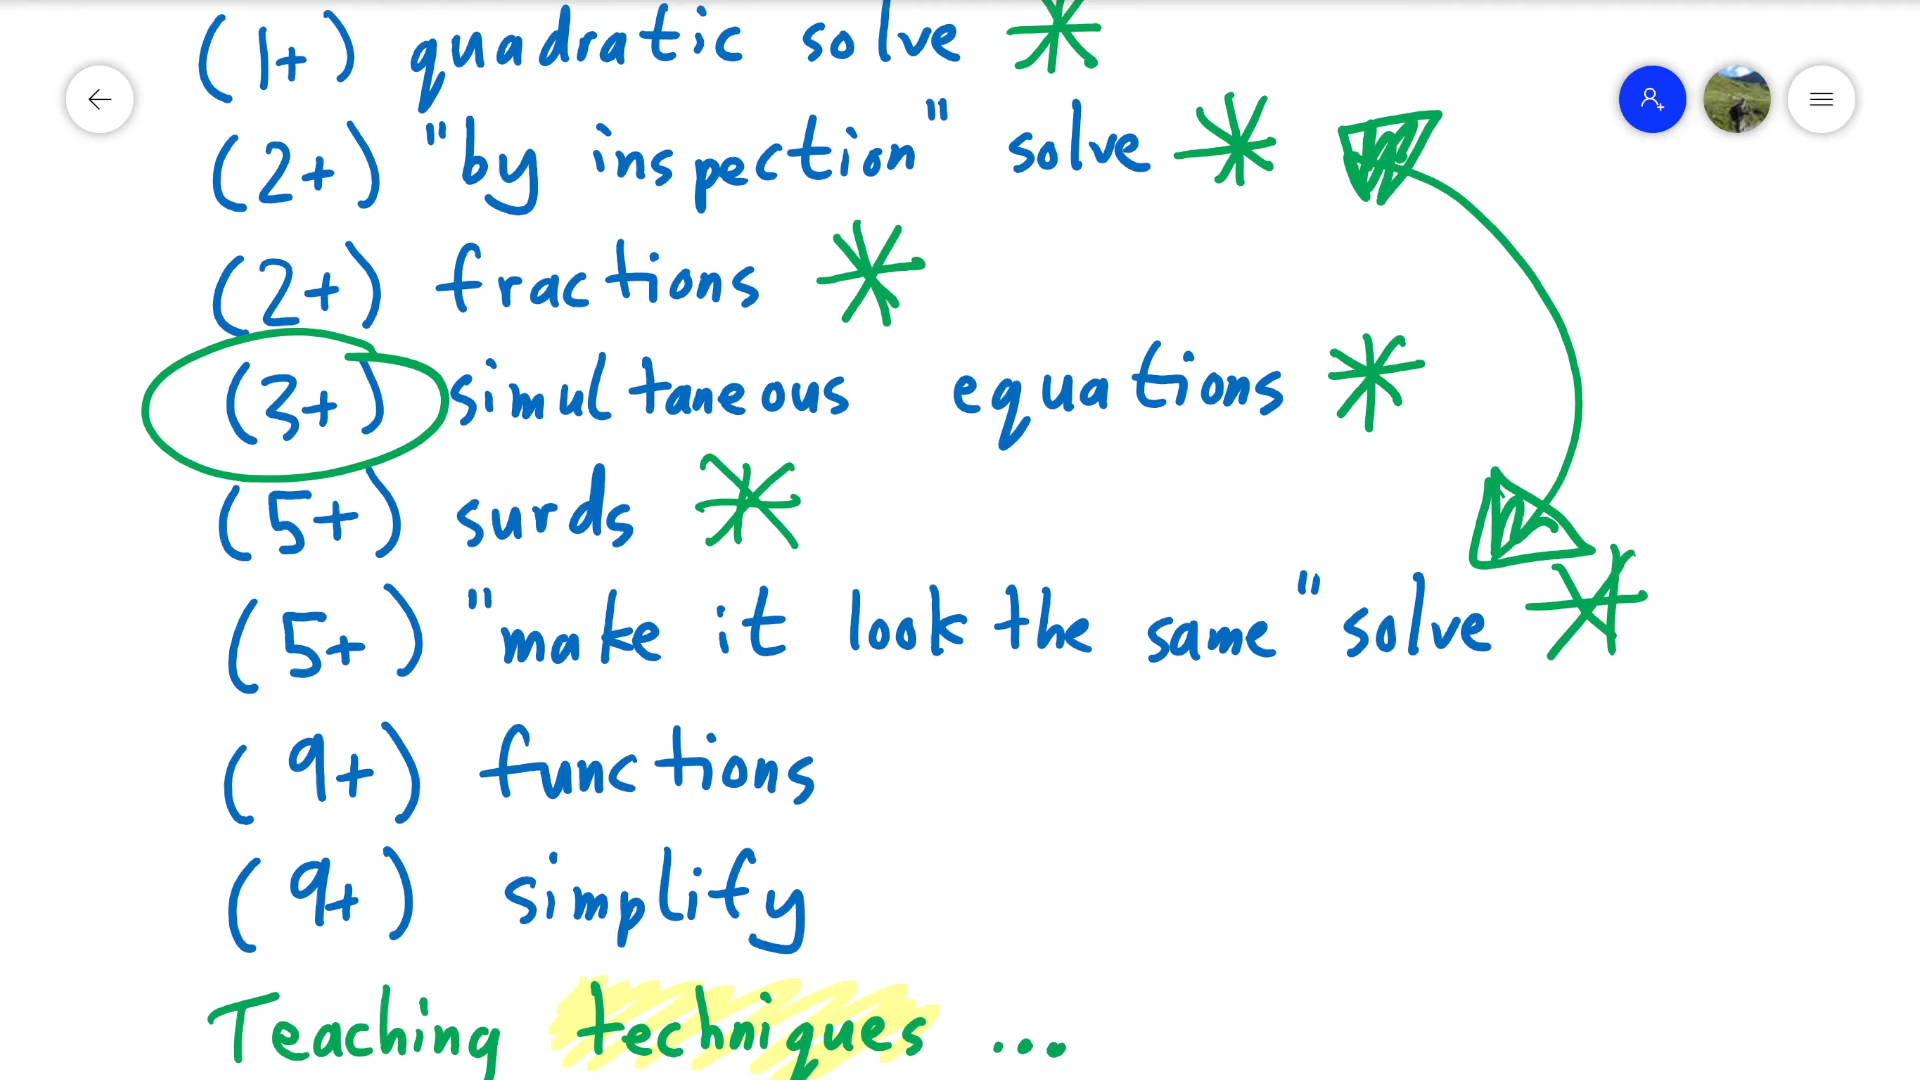 (1+) quadratic solve
(2+) "by inspection" solve
(2+) fractions
(3+) simultaneous equations
(5+) surds
(5+) "make it look the same" solve
(9+) functions
(9+) simplify
Teaching techniques ...